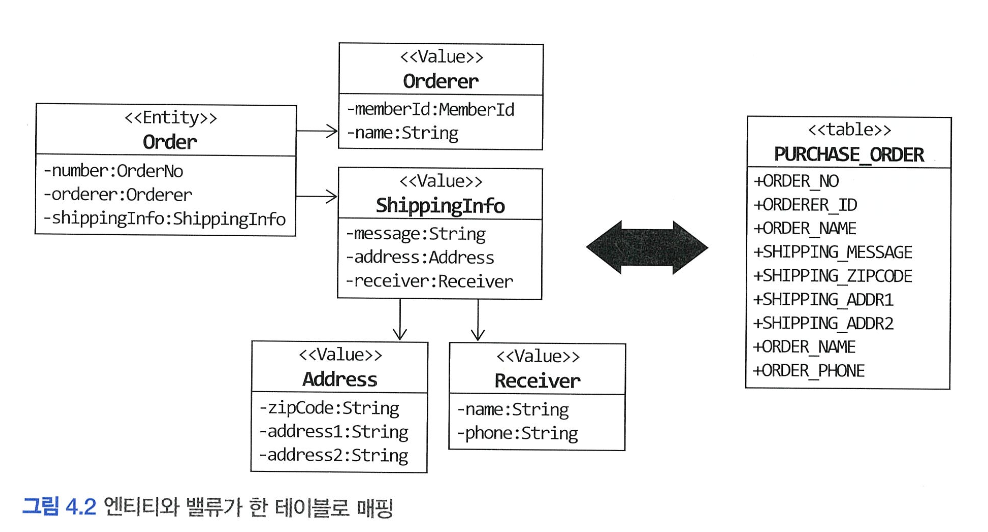 <<Value>>
Orderer
-memberId:MemberId
-name:String
<<Entity>>
Order
-number:OrderNo
-orderer:Orderer
-shippingInfo:ShippingInfo
<<Value>>
ShippingInfo
-message:String
-address:Address
-receiver:Receiver
<<Value>>
Address
-zipCode:String
-address1:String
-address2:String
<<Value>>
Receiver
-name:String
-phone:String
<<table>>
PURCHASE_ORDER
+ORDER_NO
+ORDERER_ID
+ORDER_NAME
+SHIPPING_MESSAGE
+SHIPPING_ZIPCODE
+SHIPPING_ADDR1
+SHIPPING_ADDR2
+ORDER_NAME
+ORDER_PHONE
그림 4.2 엔티티와 밸류가 한 테이블로 매핑